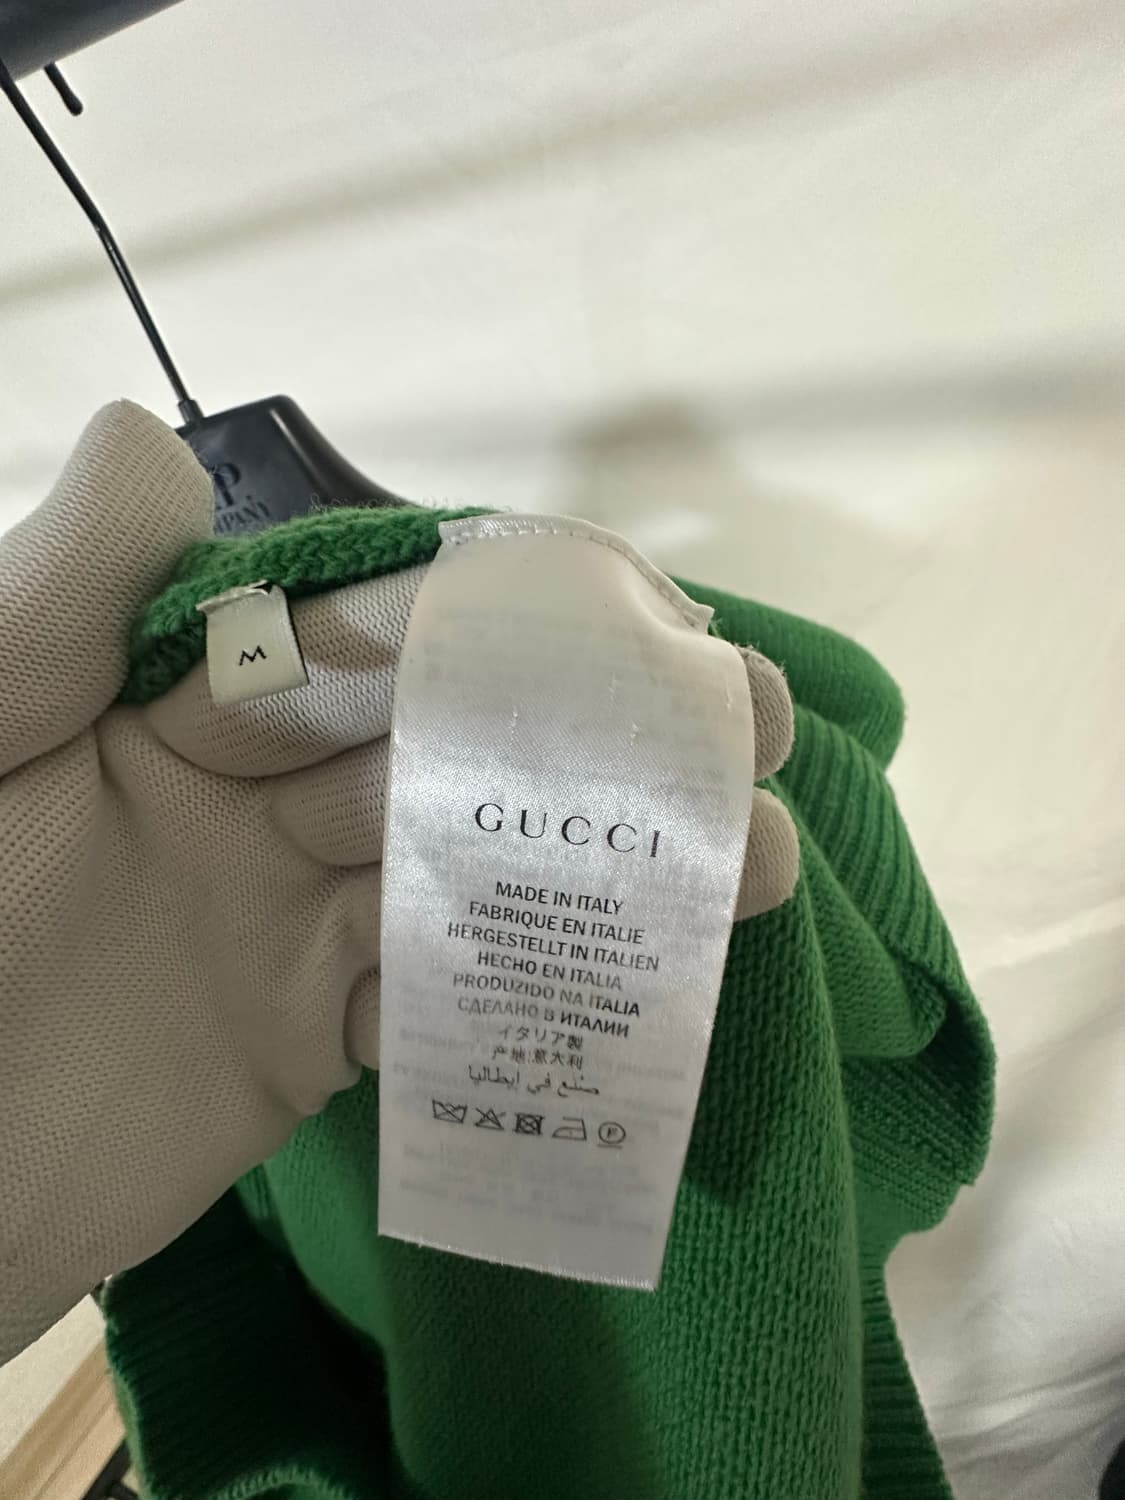 M
GUCCI
MADE IN ITALY
FABRIQUE EN ITALIE
HERGESTELLT IN ITALIEN
HECHO EN ITALIA
PRODUZIDO NA ITALIA
СДЕЛАНО В ИТАЛИИ
イタリア製
产地:意大利
صنع في إيطاليا
F